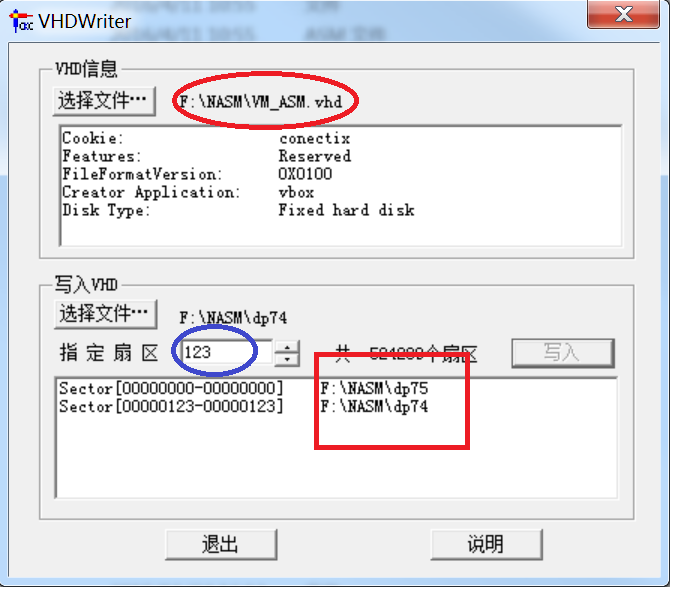 VHDWriter
VHD信息
选择文件… F:\NASM\VM_ASM.vhd
Cookie: conectix
Features: Reserved
FileFormatVersion: 0X0100
Creator Application: vbox
Disk Type: Fixed hard disk
写入VHD
选择文件… F:\NASM\dp74
指定扇区 123 共 个扇区 写入
Sector[00000000-00000000] F:\NASM\dp75
Sector[00000123-00000123] F:\NASM\dp74
退出 说明